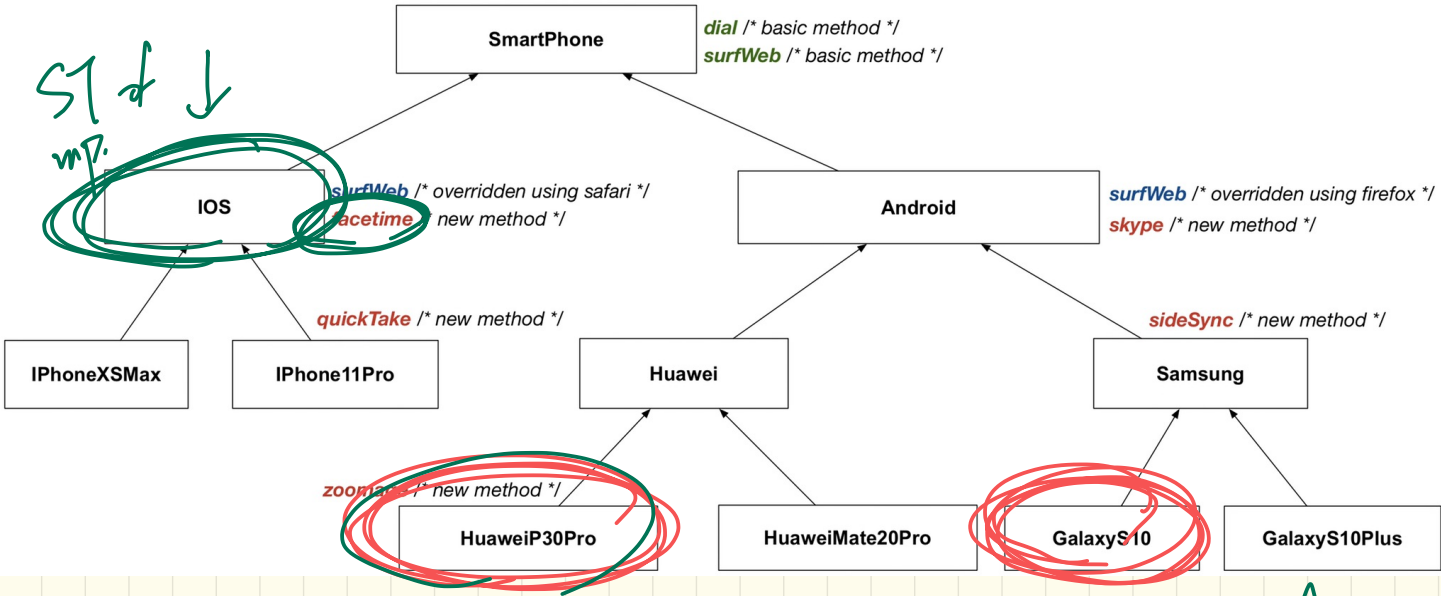 SmartPhone
dial /* basic method */
surfWeb /* basic method */
ST of
IOS
surfWeb /* overridden using safari */
facetime /* new method */
Android
surfWeb /* overridden using firefox */
skype /* new method */
quickTake /* new method */
sideSync /* new method */
IPhoneXSMax
IPhone11Pro
Huawei
Samsung
/* new method */
HuaweiP30Pro
HuaweiMate20Pro
GalaxyS10
GalaxyS10Plus